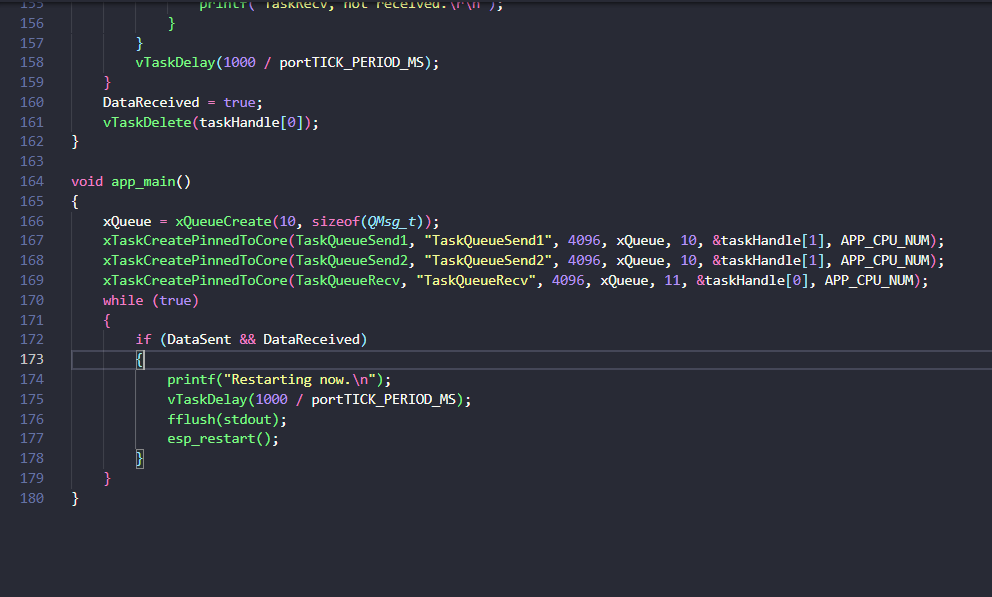 155 printf("TaskRecv, not received.\r\n");
156 }
157 }
158 vTaskDelay(1000 / portTICK_PERIOD_MS);
159 }
160 DataReceived = true;
161 vTaskDelete(taskHandle[0]);
162 }
163
164 void app_main()
165 {
166 xQueue = xQueueCreate(10, sizeof(QMsg_t));
167 xTaskCreatePinnedToCore(TaskQueueSend1, "TaskQueueSend1", 4096, xQueue, 10, &taskHandle[1], APP_CPU_NUM);
168 xTaskCreatePinnedToCore(TaskQueueSend2, "TaskQueueSend2", 4096, xQueue, 10, &taskHandle[1], APP_CPU_NUM);
169 xTaskCreatePinnedToCore(TaskQueueRecv, "TaskQueueRecv", 4096, xQueue, 11, &taskHandle[0], APP_CPU_NUM);
170 while (true)
171 {
172 if (DataSent && DataReceived)
173 {
174 printf("Restarting now.\n");
175 vTaskDelay(1000 / portTICK_PERIOD_MS);
176 fflush(stdout);
177 esp_restart();
178 }
179 }
180 }